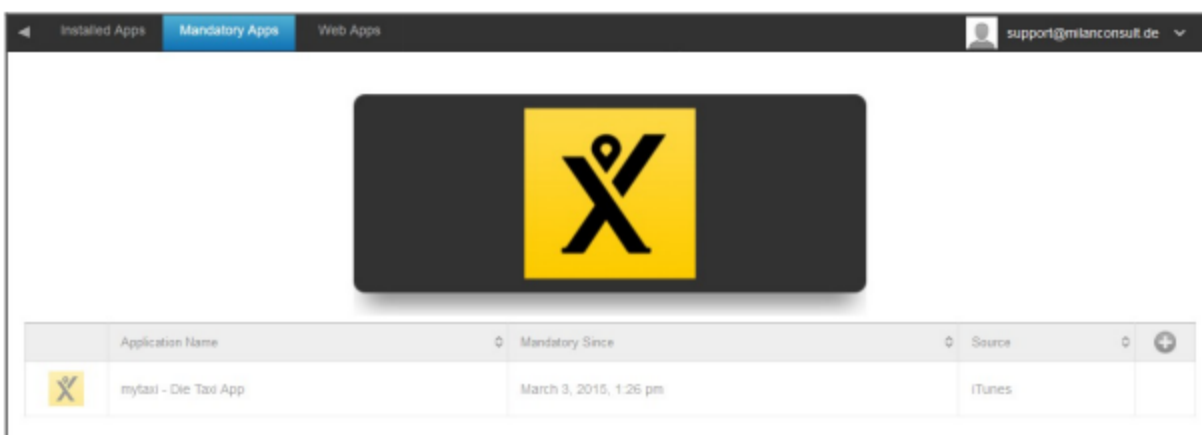 Installed Apps Mandatory Apps Web Apps support@milanconsult.de
Application Name Mandatory Since Source
mytaxi - Die Taxi App March 3, 2015, 1:26 pm iTunes